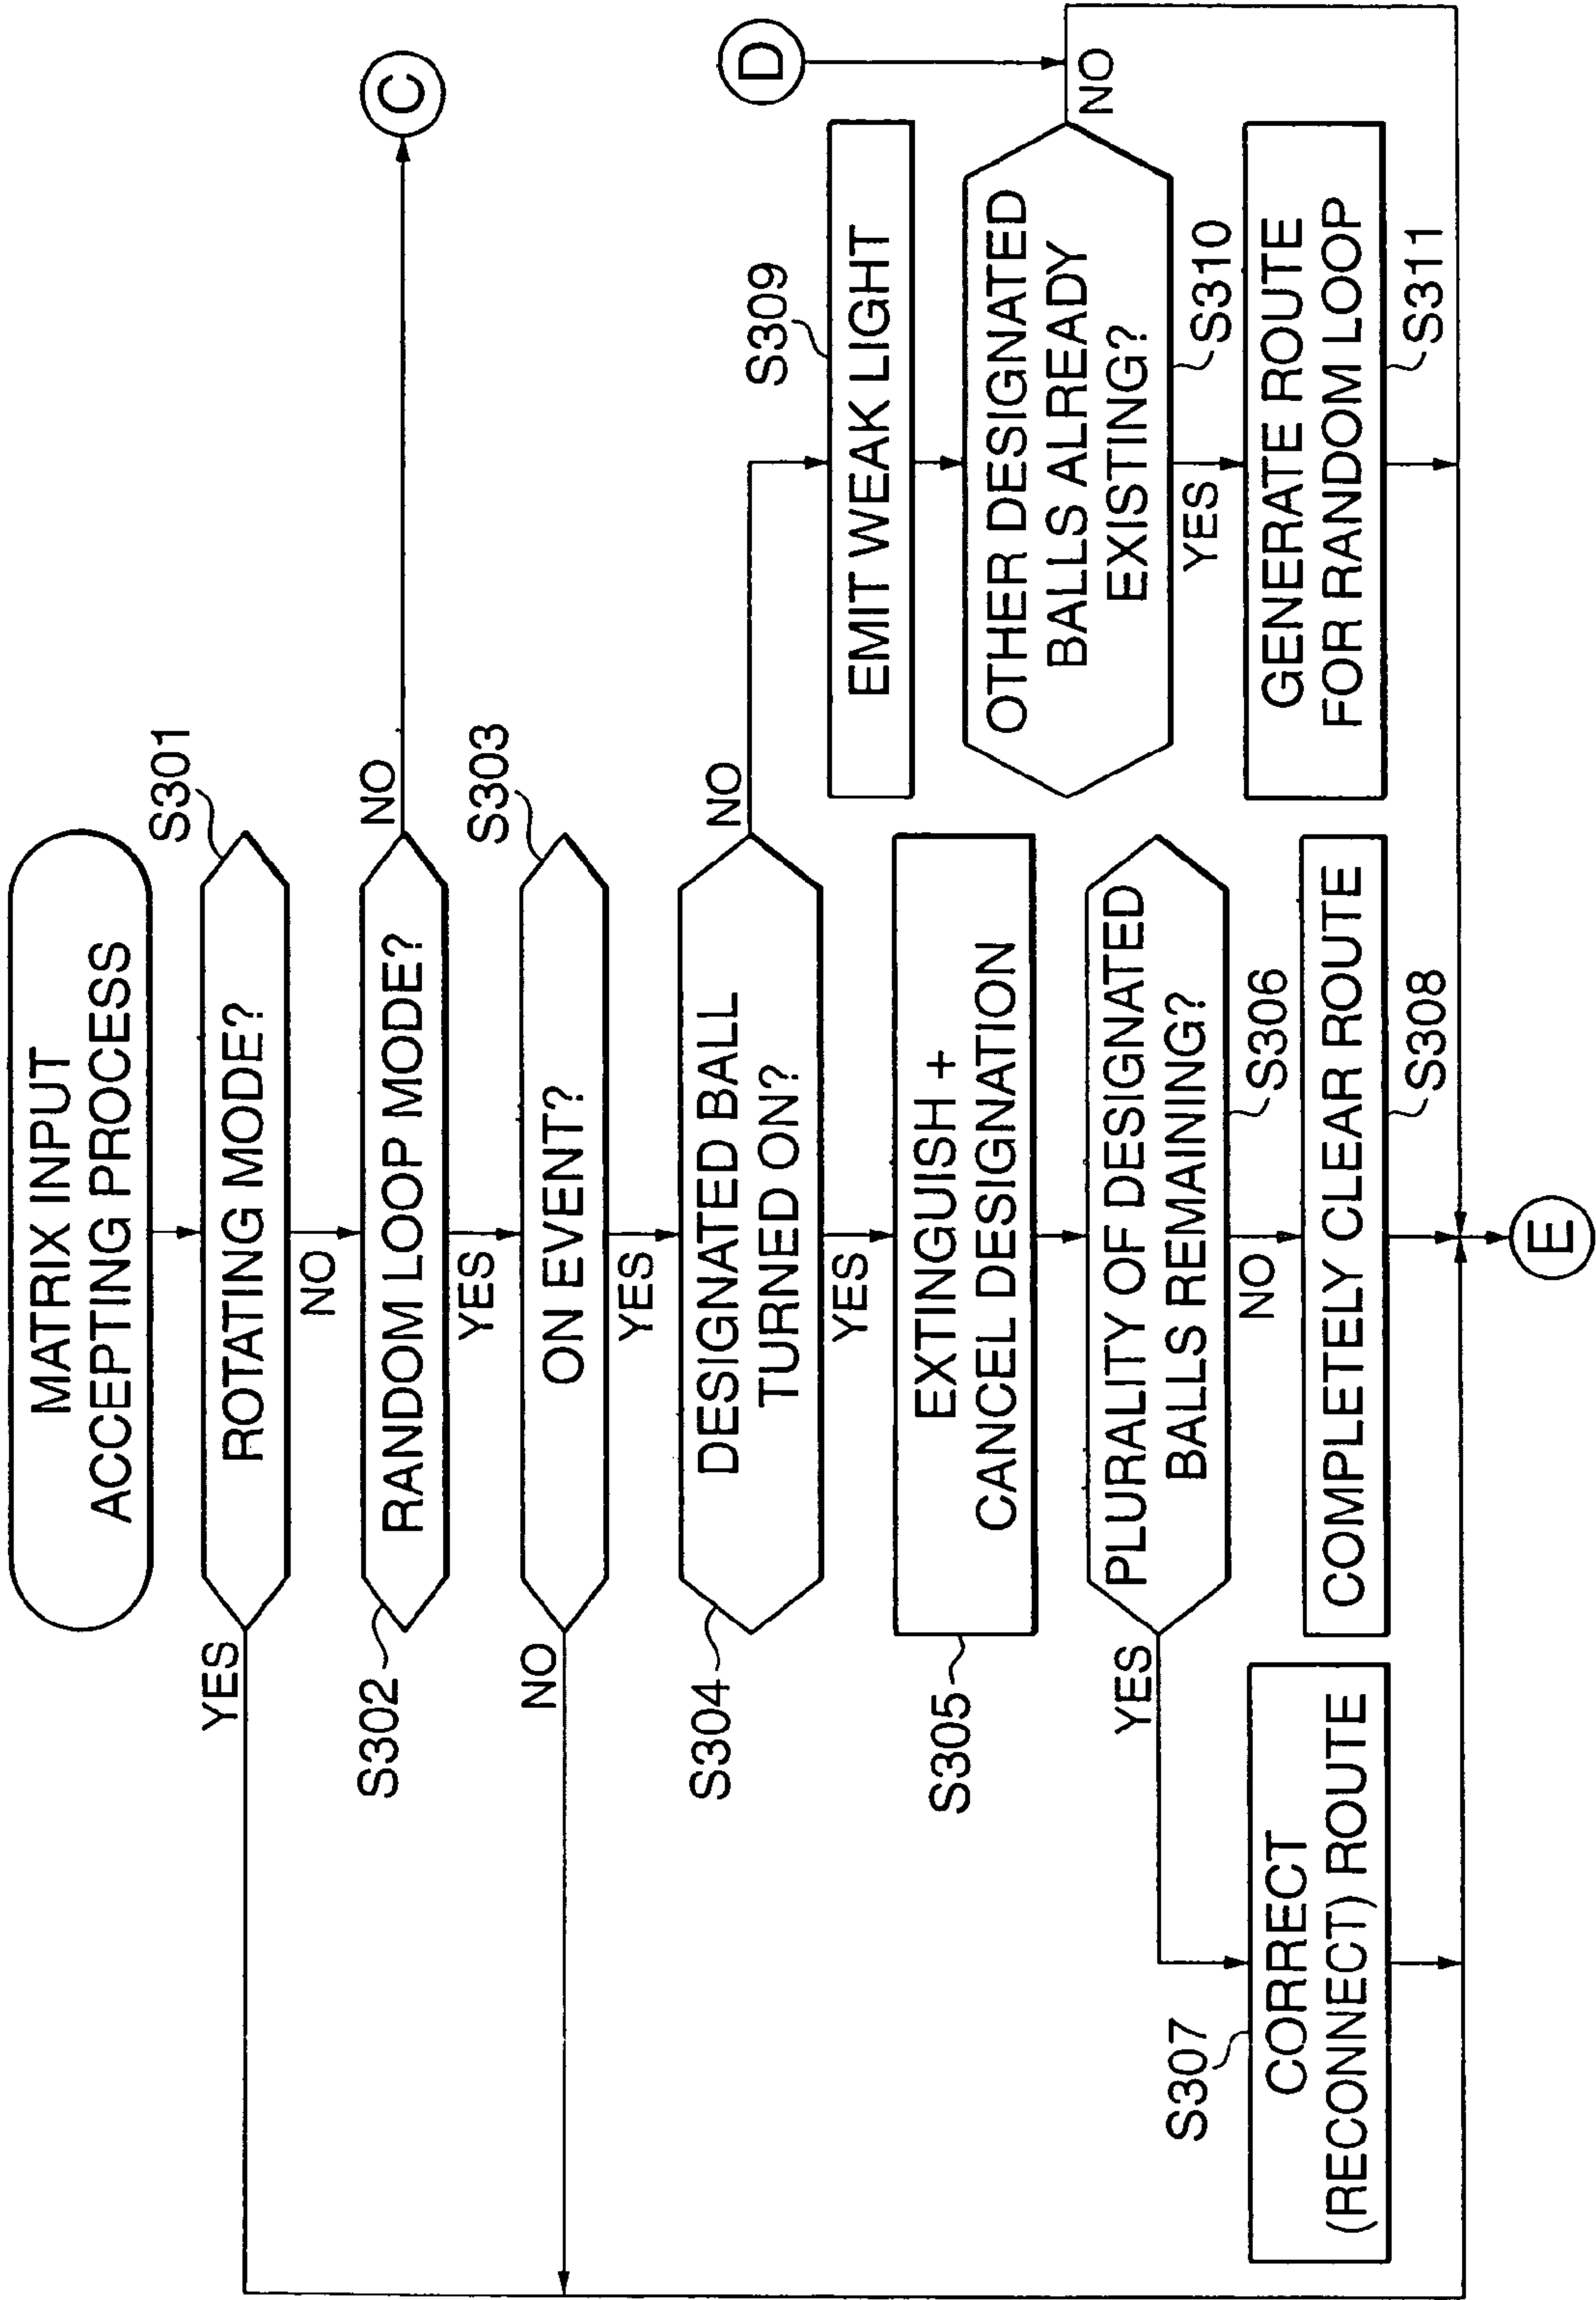 MATRIX INPUT
ACCEPTING PROCESS
S301
ROTATING MODE?
YES
NO
S302
RANDOM LOOP MODE?
NO
C
YES
S303
ON EVENT?
NO
YES
S304
DESIGNATED BALL
TURNED ON?
NO
YES
S305
EXTINGUISH +
CANCEL DESIGNATION
PLURALITY OF DESIGNATED
BALLS REMAINING?
S306
YES
NO
S307
CORRECT
(RECONNECT) ROUTE
COMPLETELY CLEAR ROUTE
S308
D
S309
EMIT WEAK LIGHT
OTHER DESIGNATED
BALLS ALREADY
EXISTING?
NO
S310
YES
GENERATE ROUTE
FOR RANDOM LOOP
S311
E